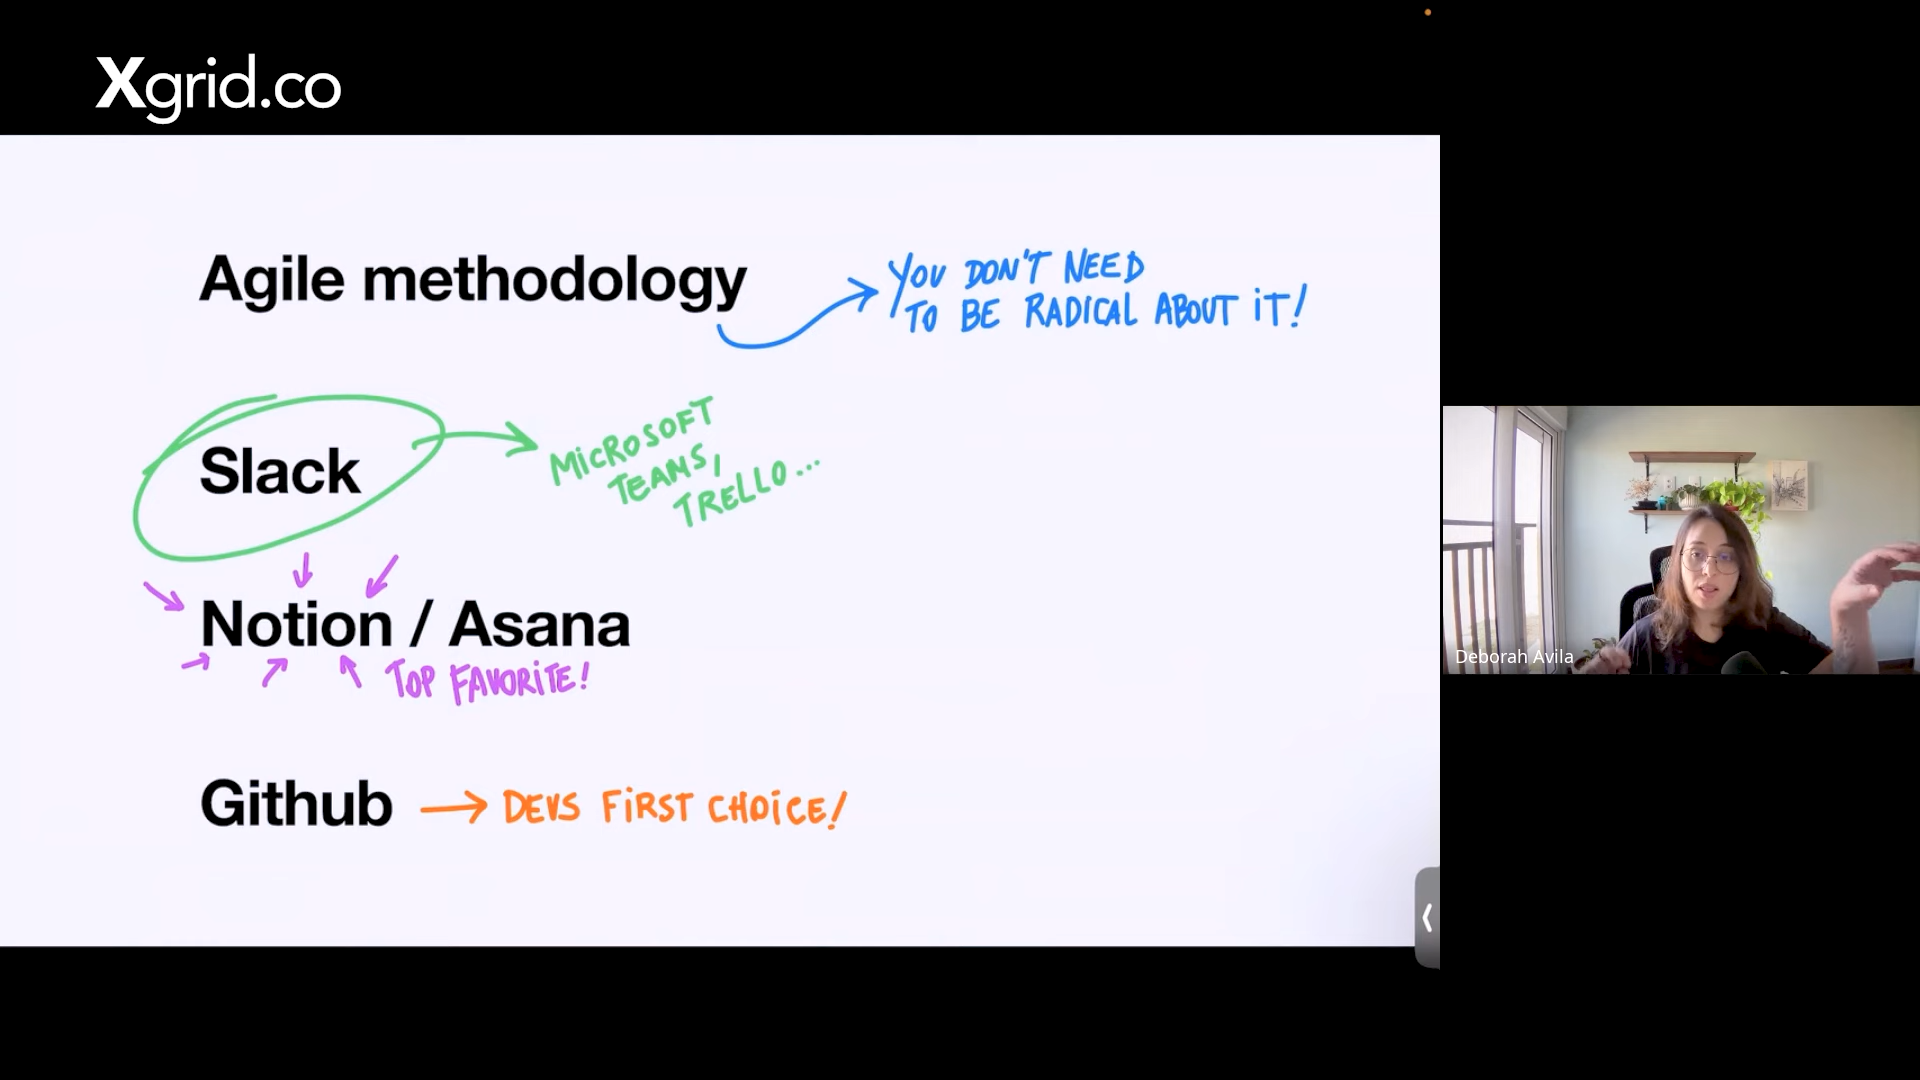 Xgrid.co
Agile methodology
YOU DON'T NEED
TO BE RADICAL ABOUT IT!
Slack
MICROSOFT
TEAMS,
TRELLO...
Notion / Asana
TOP FAVORITE!
Github
DEVS FIRST CHOICE!
Deborah Avila